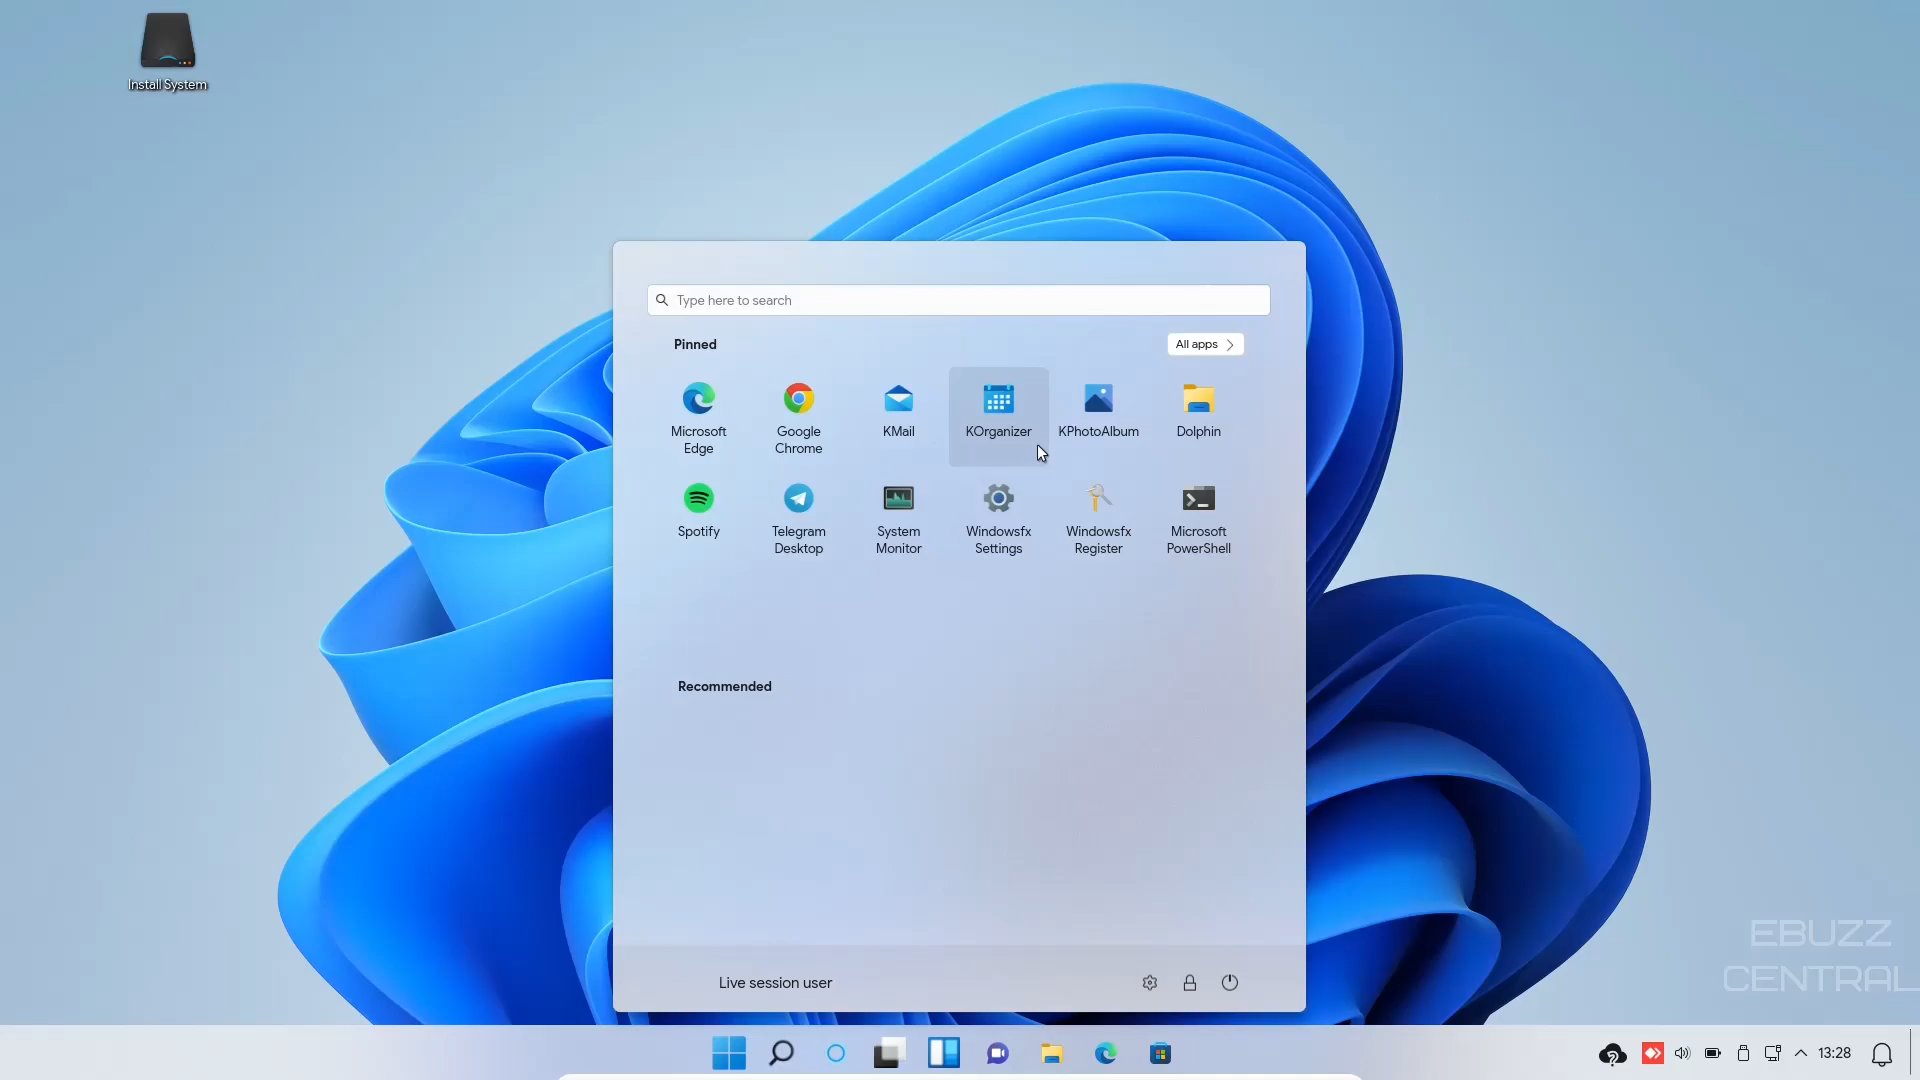 Install System
Type here to search
Pinned
All apps
Microsoft Edge
Google Chrome
KMail
KOrganizer
KPhotoAlbum
Dolphin
Spotify
Telegram Desktop
System Monitor
Windowsfx Settings
Windowsfx Register
Microsoft PowerShell
Recommended
Live session user
EBUZZ
CENTRAL
13:28